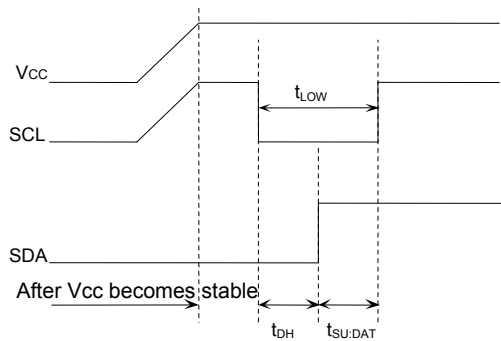 VCC
tLOW
SCL
SDA
After Vcc becomes stable
tDH
tSU:DAT